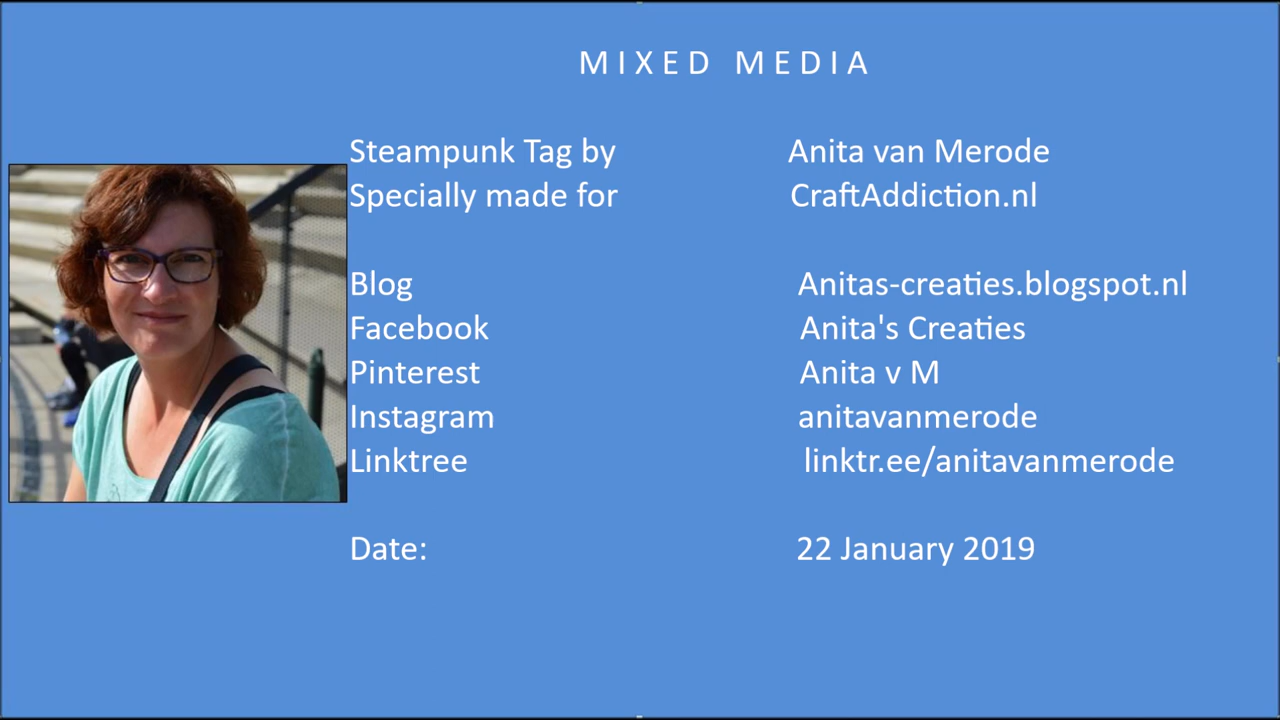 MIXED MEDIA
Steampunk Tag by Anita van Merode
Specially made for CraftAddiction.nl
Blog Anitas-creaties.blogspot.nl
Facebook Anita's Creaties
Pinterest Anita v M
Instagram anitavanmerode
Linktree linktr.ee/anitavanmerode
Date: 22 January 2019